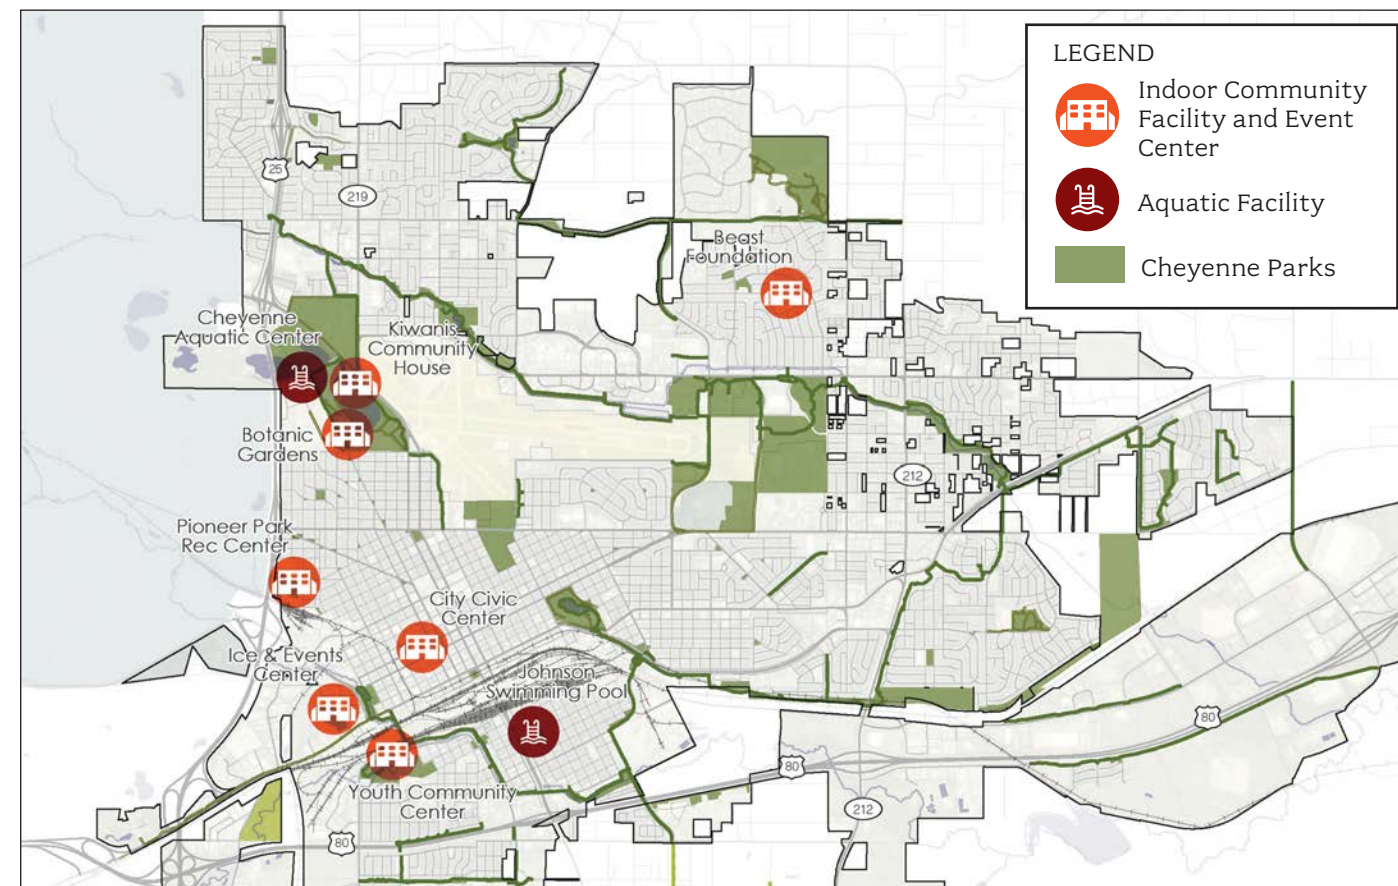 LEGEND
Indoor Community
Facility and Event
Center
Aquatic Facility
Cheyenne Parks
25
219
Beast
Foundation
Cheyenne
Aquatic Center
Kiwanis
Community
House
Botanic
Gardens
212
Pioneer Park
Rec Center
City Civic
Center
Ice & Events
Center
Johnson
Swimming Pool
80
80
Youth Community
Center
212
80